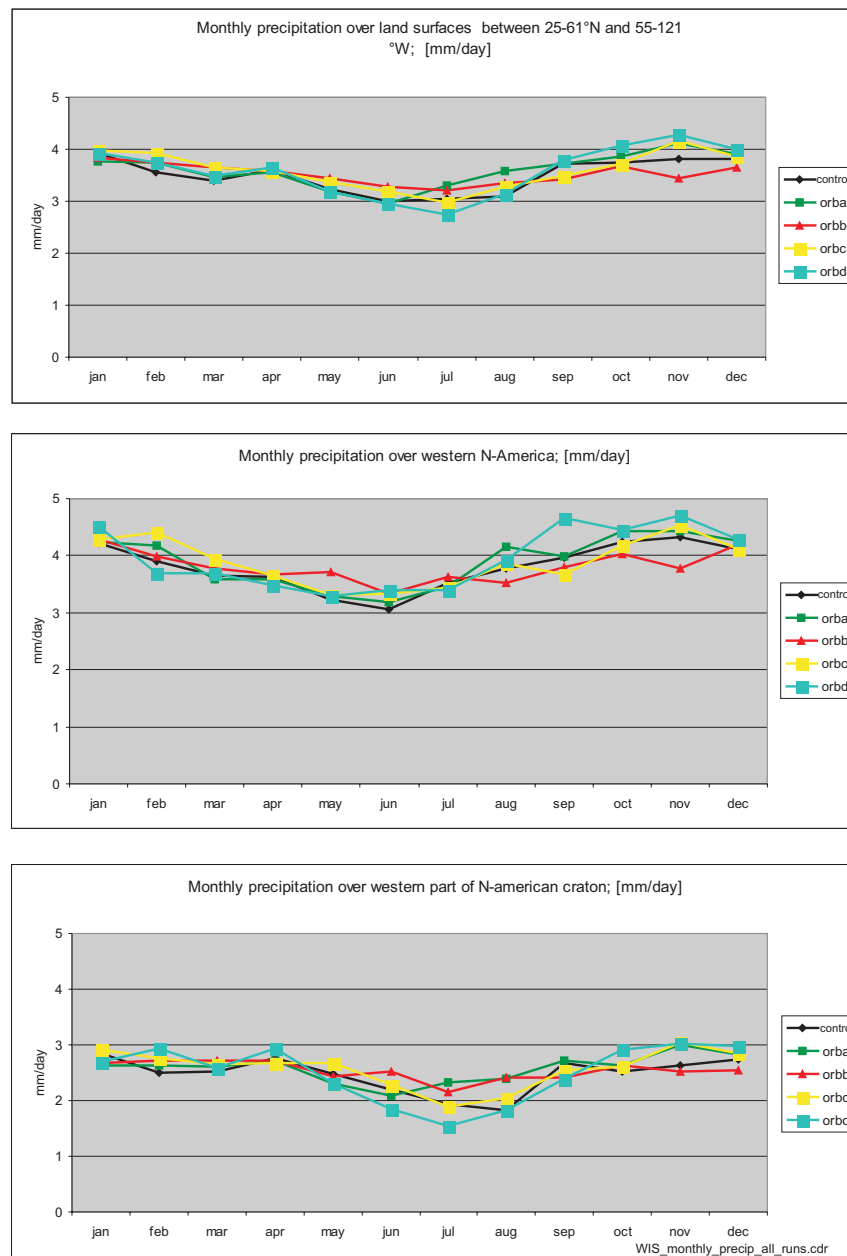 Monthly precipitation over land surfaces between 25-61°N and 55-121
°W; [mm/day]
5
4
3
2
1
0
mm/day
jan feb mar apr may jun jul aug sep oct nov dec
contro
orba
orbb
orbc
orbd
Monthly precipitation over western N-America; [mm/day]
5
4
3
2
1
0
mm/day
jan feb mar apr may jun jul aug sep oct nov dec
contro
orba
orbb
orbc
orbd
Monthly precipitation over western part of N-american craton; [mm/day]
5
4
3
2
1
0
mm/day
jan feb mar apr may jun jul aug sep oct nov dec
contro
orba
orbb
orbc
orbd
WIS_monthly_precip_all_runs.cdr